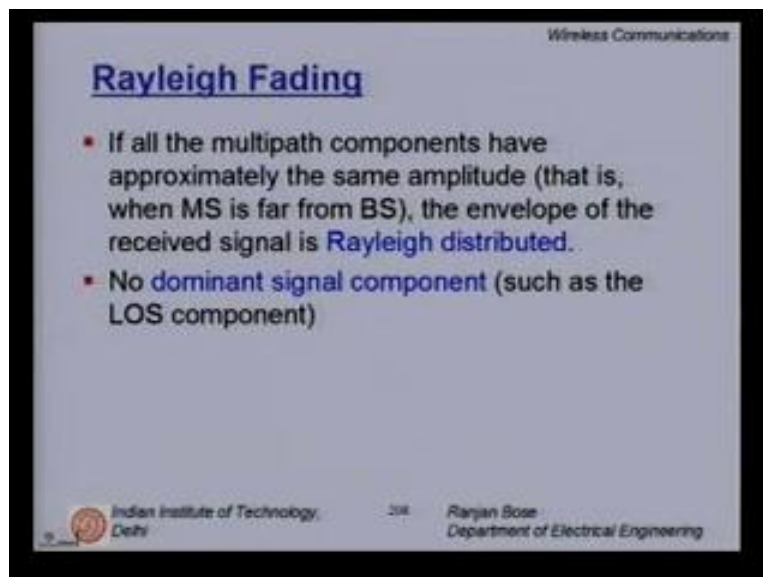 Wireless Communications
Rayleigh Fading
▪ If all the multipath components have
approximately the same amplitude (that is,
when MS is far from BS), the envelope of the
received signal is Rayleigh distributed.
▪ No dominant signal component (such as the
LOS component)
Indian Institute of Technology,
Delhi
Ranjan Bose
Department of Electrical Engineering